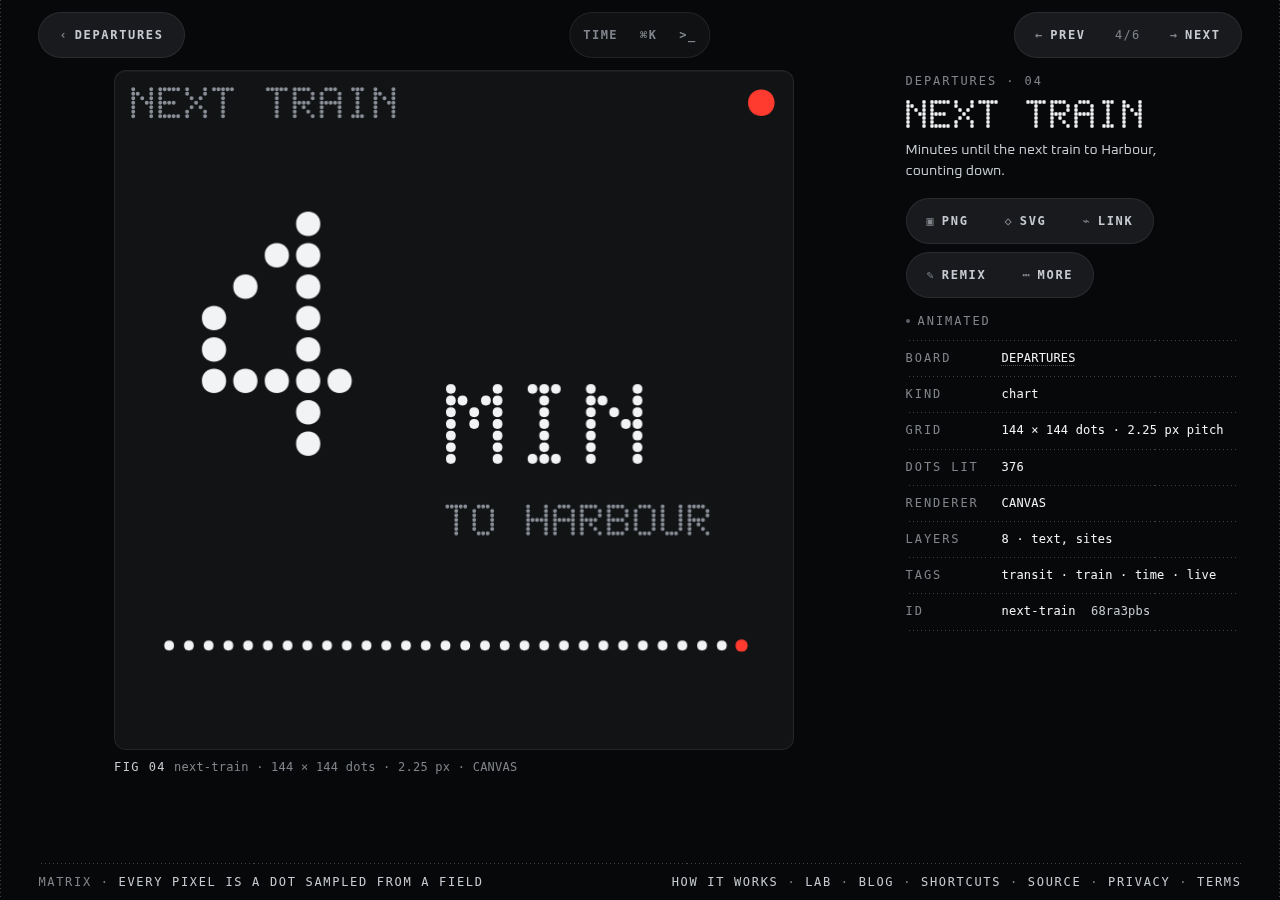 ‹ DEPARTURES
TIME ⌘K >_
← PREV 4/6 → NEXT
NEXT TRAIN
4 MIN
TO HARBOUR
FIG 04 next-train · 144 × 144 dots · 2.25 px · CANVAS
DEPARTURES · 04
NEXT TRAIN
Minutes until the next train to Harbour,
counting down.
▣ PNG ◇ SVG ⌁ LINK
✎ REMIX ⋯ MORE
• ANIMATED
BOARD DEPARTURES
KIND chart
GRID 144 × 144 dots · 2.25 px pitch
DOTS LIT 376
RENDERER CANVAS
LAYERS 8 · text, sites
TAGS transit · train · time · live
ID next-train 68ra3pbs
MATRIX · EVERY PIXEL IS A DOT SAMPLED FROM A FIELD
HOW IT WORKS · LAB · BLOG · SHORTCUTS · SOURCE · PRIVACY · TERMS